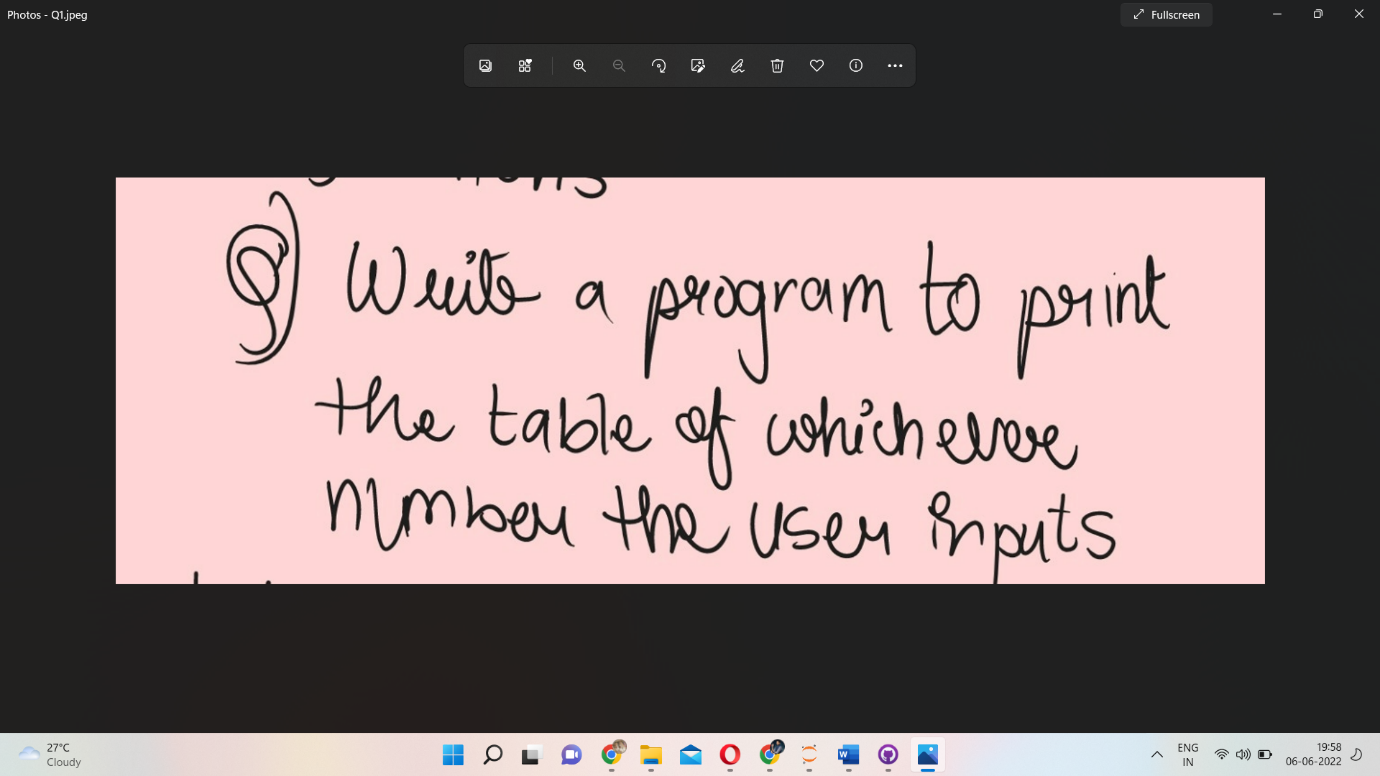 Photos - Q1.jpeg
Fullscreen
Q) Write a program to print
the table of whichever
number the user inputs
27°C
Cloudy
ENG
IN
19:58
06-06-2022